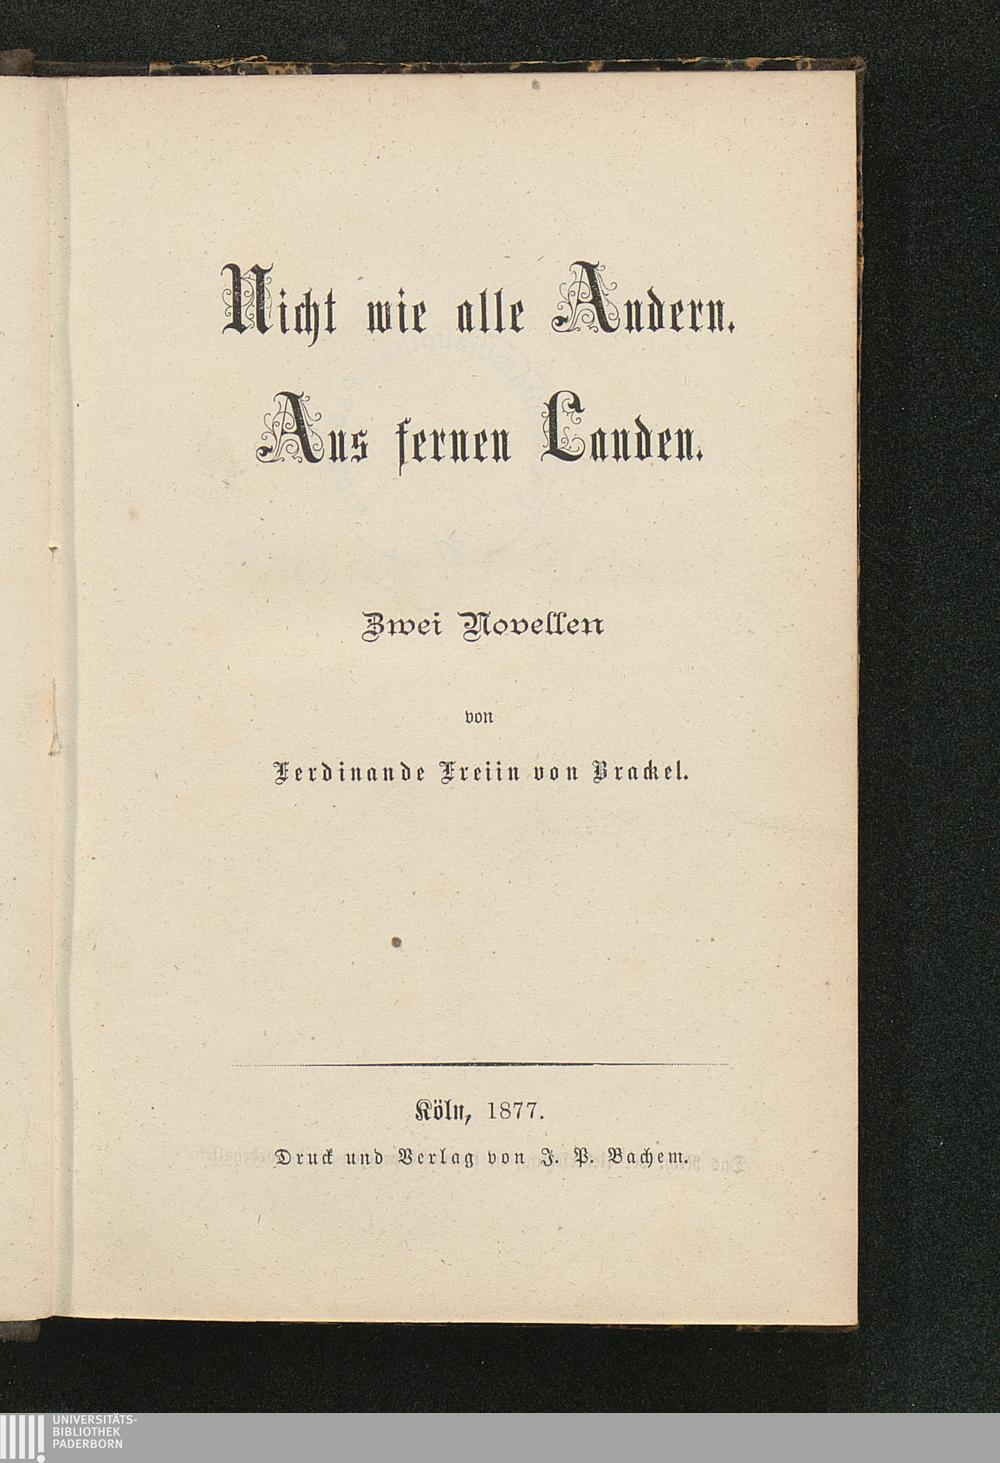 Nicht wie alle Andern.
Aus fernen Landen.
Zwei Novellen
von
Ferdinande Freiin von Brackel.
Köln, 1877.
Druck und Verlag von J. P. Bachem.
UNIVERSITÄTS-
BIBLIOTHEK
PADERBORN